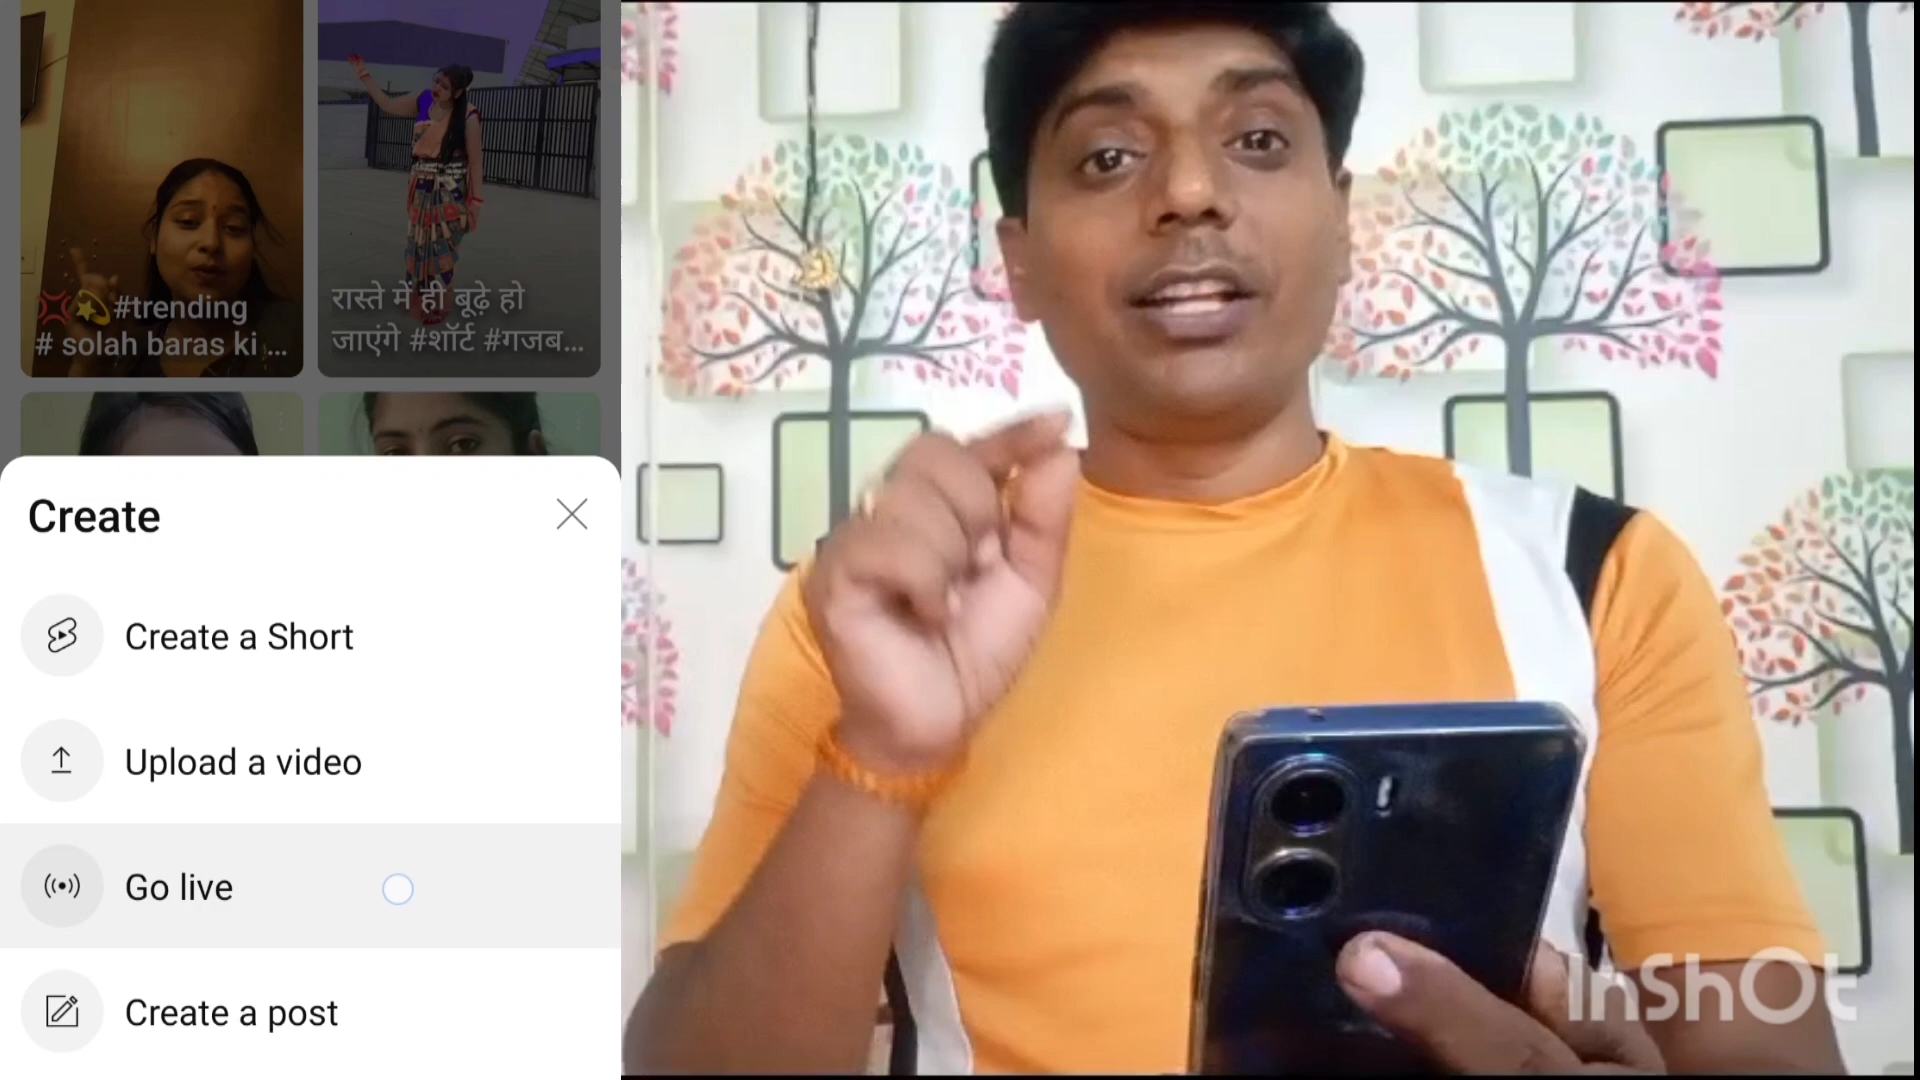 💢💫#trending
# solah baras ki ...
रास्ते में ही बूढ़े हो
जाएंगे #शॉर्ट #गजब...
Create
Create a Short
Upload a video
Go live
Create a post
InShOt